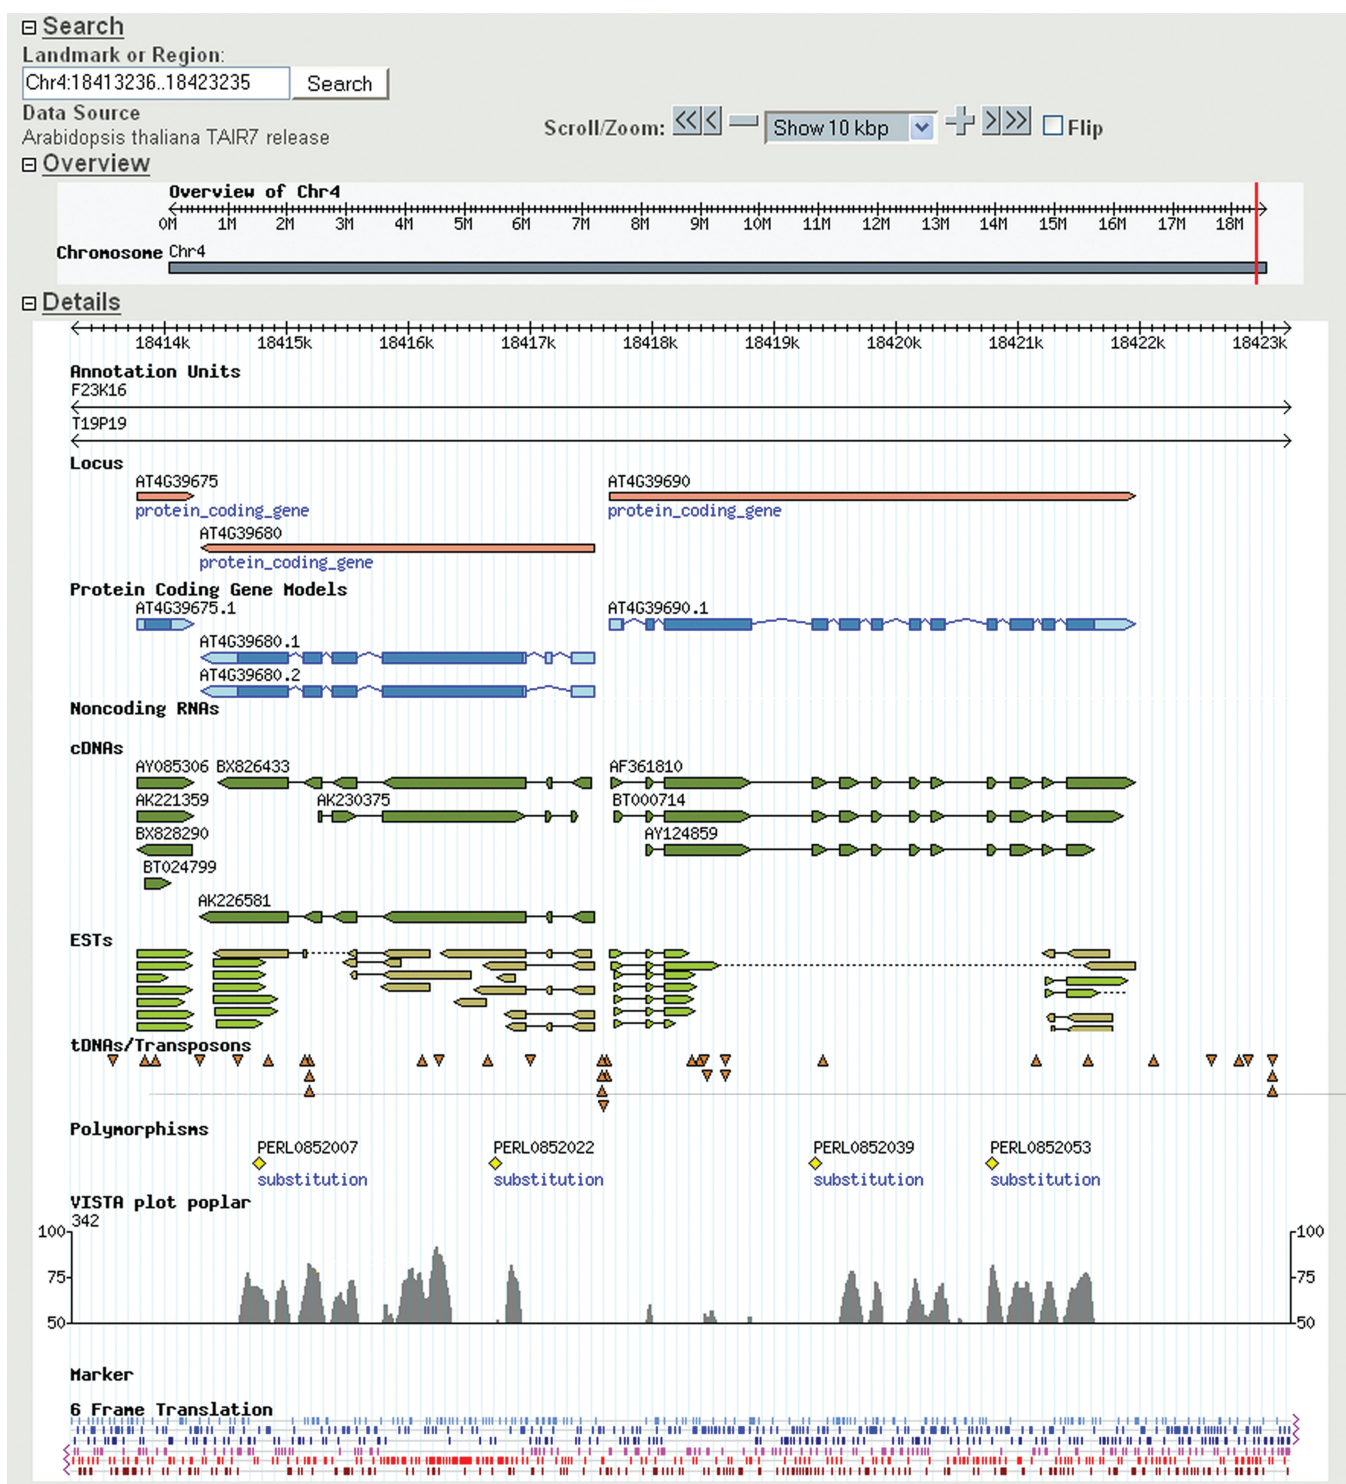 Search
Landmark or Region:
Chr4:18413236..18423235 Search
Data Source
Arabidopsis thaliana TAIR7 release
Scroll/Zoom: << < Show 10 kbp > >> Flip
Overview
Overview of Chr4
0M 1M 2M 3M 4M 5M 6M 7M 8M 9M 10M 11M 12M 13M 14M 15M 16M 17M 18M
Chromosome Chr4
Details
18414k 18415k 18416k 18417k 18418k 18419k 18420k 18421k 18422k 18423k
Annotation Units
F23K16
T19P19
Locus
AT4G39675 AT4G39690
protein_coding_gene protein_coding_gene
AT4G39680
protein_coding_gene
Protein Coding Gene Models
AT4G39675.1 AT4G39690.1
AT4G39680.1
AT4G39680.2
Noncoding RNAs
cDNAs
AY085306 BX826433 AF361810
AK221359 AK230375 BT000714
BX828290 AY124859
BT024799
AK226581
ESTs
tDNAs/Transposons
Polymorphisms
PERL0852007 PERL0852022 PERL0852039 PERL0852053
substitution substitution substitution substitution
VISTA plot poplar
342
100 100
75 75
50 50
Marker
6 Frame Translation